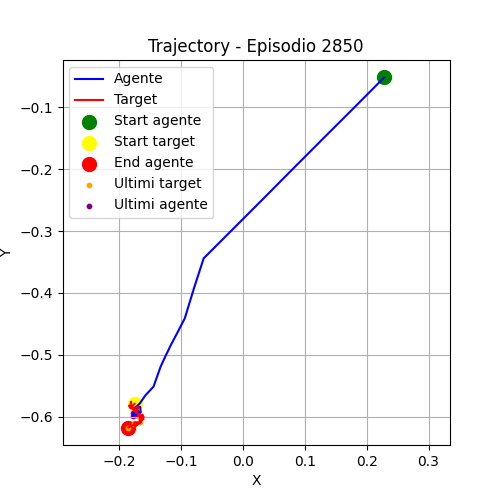 Trajectory - Episodio 2850
Agente
Target
Start agente
Start target
End agente
Ultimi target
Ultimi agente
−0.1
−0.2
−0.3
−0.4
−0.5
−0.6
Y
−0.2
−0.1
0.0
0.1
0.2
0.3
X